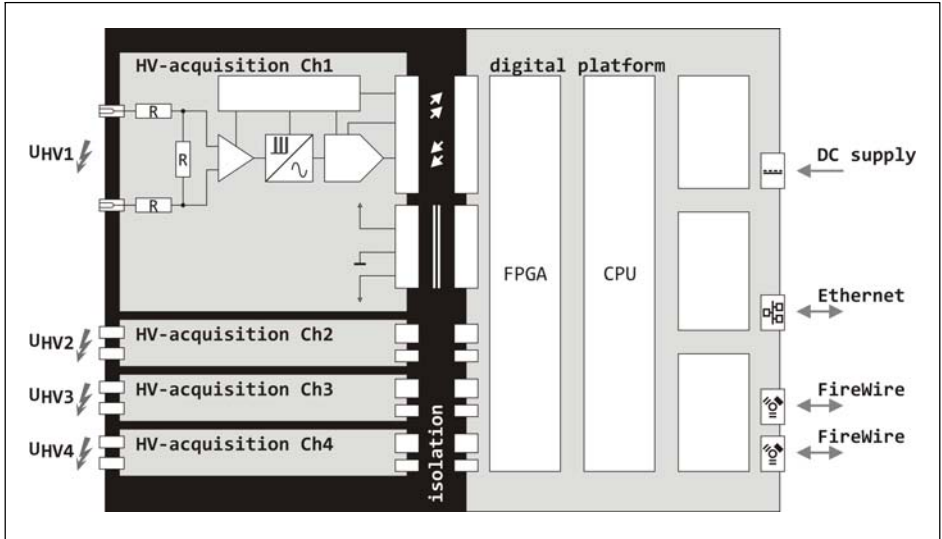 HV-acquisition Ch1
digital platform
R
R
R
UHV1
DC supply
FPGA
CPU
Ethernet
HV-acquisition Ch2
UHV2
HV-acquisition Ch3
UHV3
FireWire
HV-acquisition Ch4
UHV4
FireWire
isolation